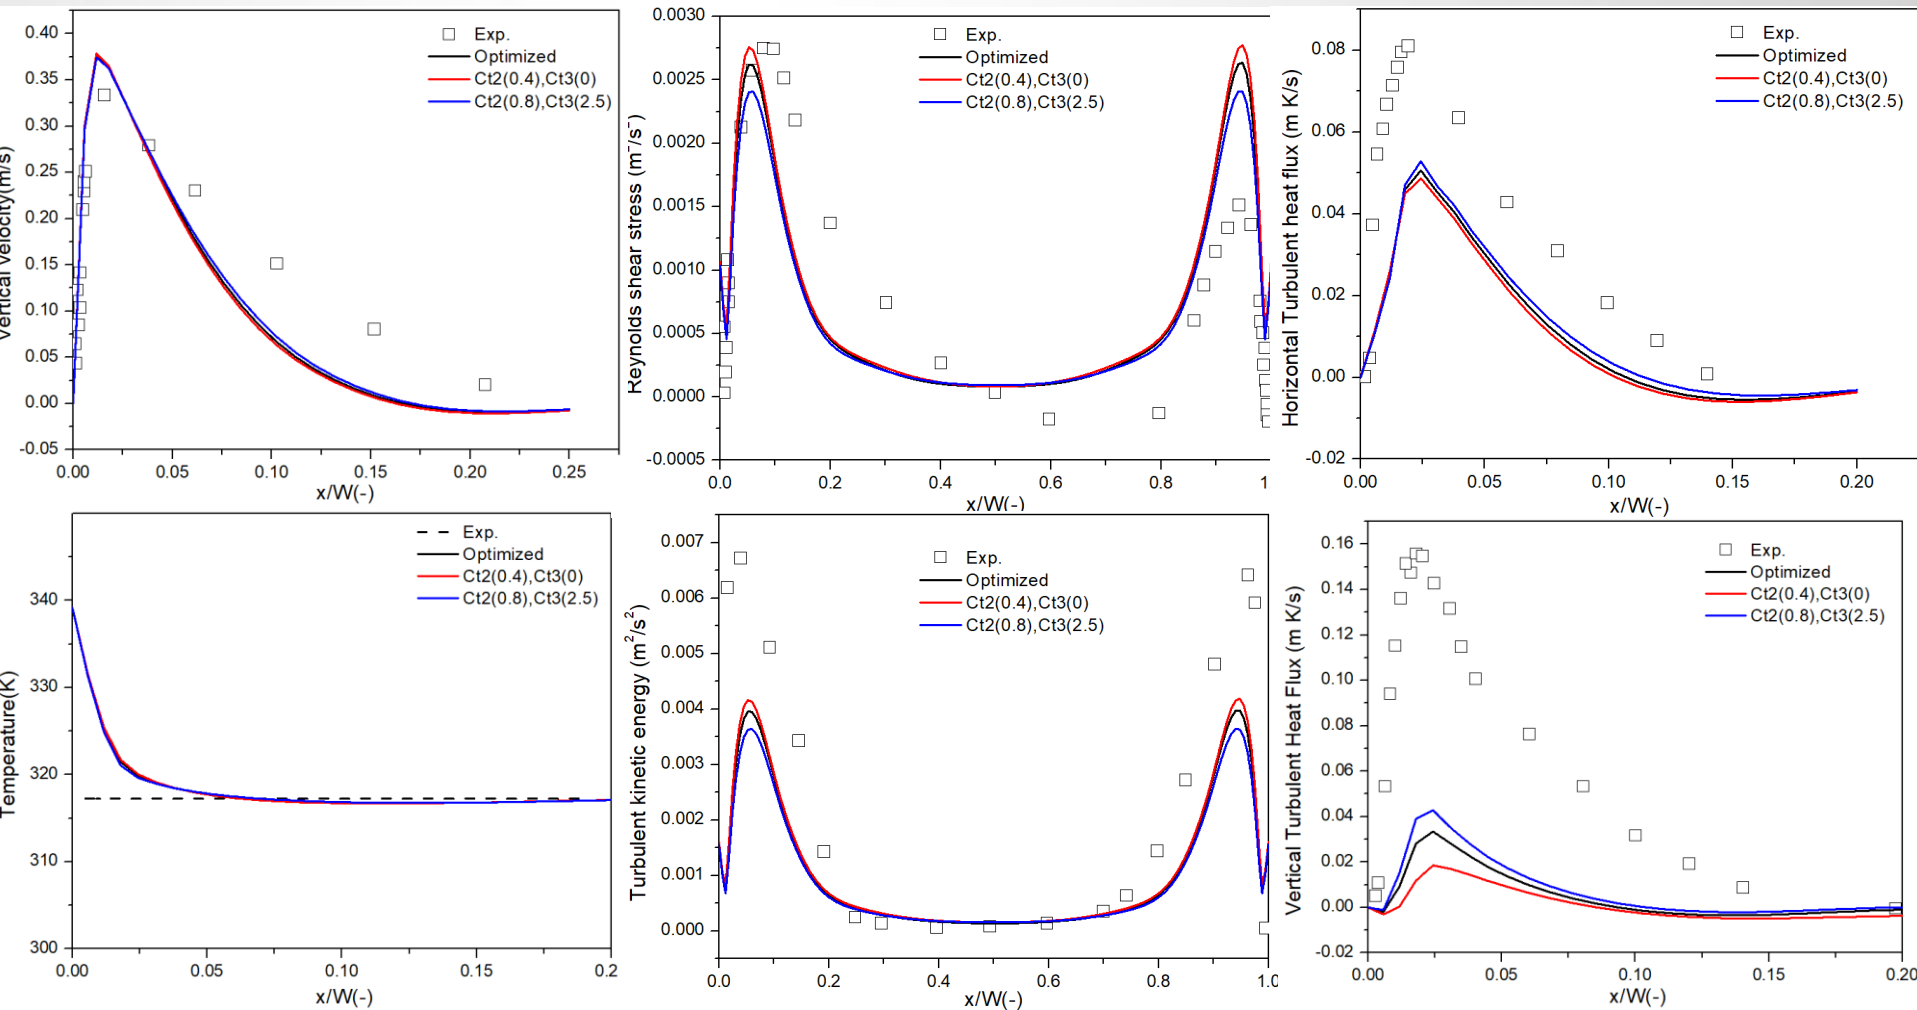 0.40
0.35
0.30
0.25
0.20
0.15
0.10
0.05
0.00
-0.05
Vertical velocity(m/s)
Exp.
Optimized
Ct2(0.4),Ct3(0)
Ct2(0.8),Ct3(2.5)
0.00 0.05 0.10 0.15 0.20 0.25
x/W(-)
0.0030
0.0025
0.0020
0.0015
0.0010
0.0005
0.0000
-0.0005
Reynolds shear stress
Exp.
Optimized
Ct2(0.4),Ct3(0)
Ct2(0.8),Ct3(2.5)
0.0 0.2 0.4 0.6 0.8 1
x/W(-)
0.08
0.06
0.04
0.02
0.00
-0.02
Horizontal Turbulent heat flux (m K/s)
Exp.
Optimized
Ct2(0.4),Ct3(0)
Ct2(0.8),Ct3(2.5)
0.00 0.05 0.10 0.15 0.20
x/W(-)
340
330
320
310
300
Temperature(K)
Exp.
Optimized
Ct2(0.4),Ct3(0)
Ct2(0.8),Ct3(2.5)
0.00 0.05 0.10 0.15 0.2
x/W(-)
0.007
0.006
0.005
0.004
0.003
0.002
0.001
0.000
Turbulent kinetic energy (m²/s²)
Exp.
Optimized
Ct2(0.4),Ct3(0)
Ct2(0.8),Ct3(2.5)
0.0 0.2 0.4 0.6 0.8 1.0
x/W(-)
0.16
0.14
0.12
0.10
0.08
0.06
0.04
0.02
0.00
-0.02
Vertical Turbulent Heat Flux (m K/s)
Exp.
Optimized
Ct2(0.4),Ct3(0)
Ct2(0.8),Ct3(2.5)
0.00 0.05 0.10 0.15 0.20
x/W(-)